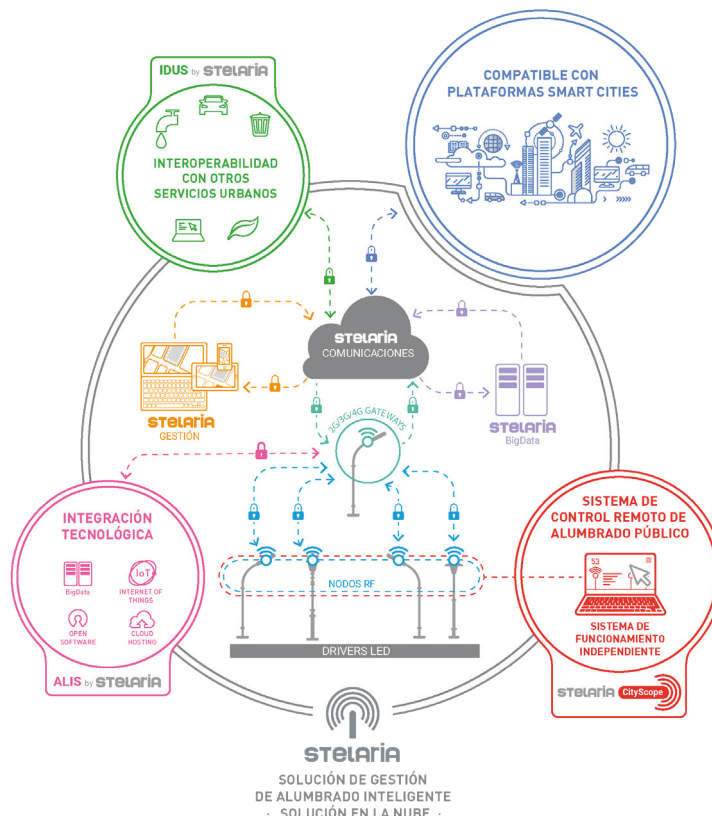 IDUS by STELARIA
INTEROPERABILIDAD
CON OTROS
SERVICIOS URBANOS
COMPATIBLE CON
PLATAFORMAS SMART CITIES
STELARIA
COMUNICACIONES
STELARIA
GESTIÓN
STELARIA
BigData
2G/3G/4G GATEWAYS
INTEGRACIÓN
TECNOLÓGICA
BigData
IoT
INTERNET OF
THINGS
OPEN
SOFTWARE
CLOUD
HOSTING
ALIS by STELARIA
NODOS RF
DRIVERS LED
SISTEMA DE
CONTROL REMOTO DE
ALUMBRADO PÚBLICO
53
SISTEMA DE
FUNCIONAMIENTO
INDEPENDIENTE
STELARIA CityScope
STELARIA
SOLUCIÓN DE GESTIÓN
DE ALUMBRADO INTELIGENTE
· SOLUCIÓN EN LA NUBE ·